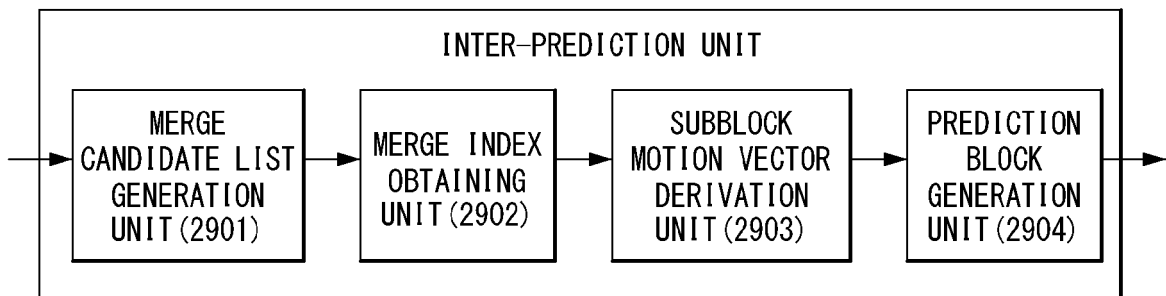 INTER-PREDICTION UNIT
MERGE
CANDIDATE LIST
GENERATION
UNIT(2901)
MERGE INDEX
OBTAINING
UNIT(2902)
SUBBLOCK
MOTION VECTOR
DERIVATION
UNIT(2903)
PREDICTION
BLOCK
GENERATION
UNIT(2904)